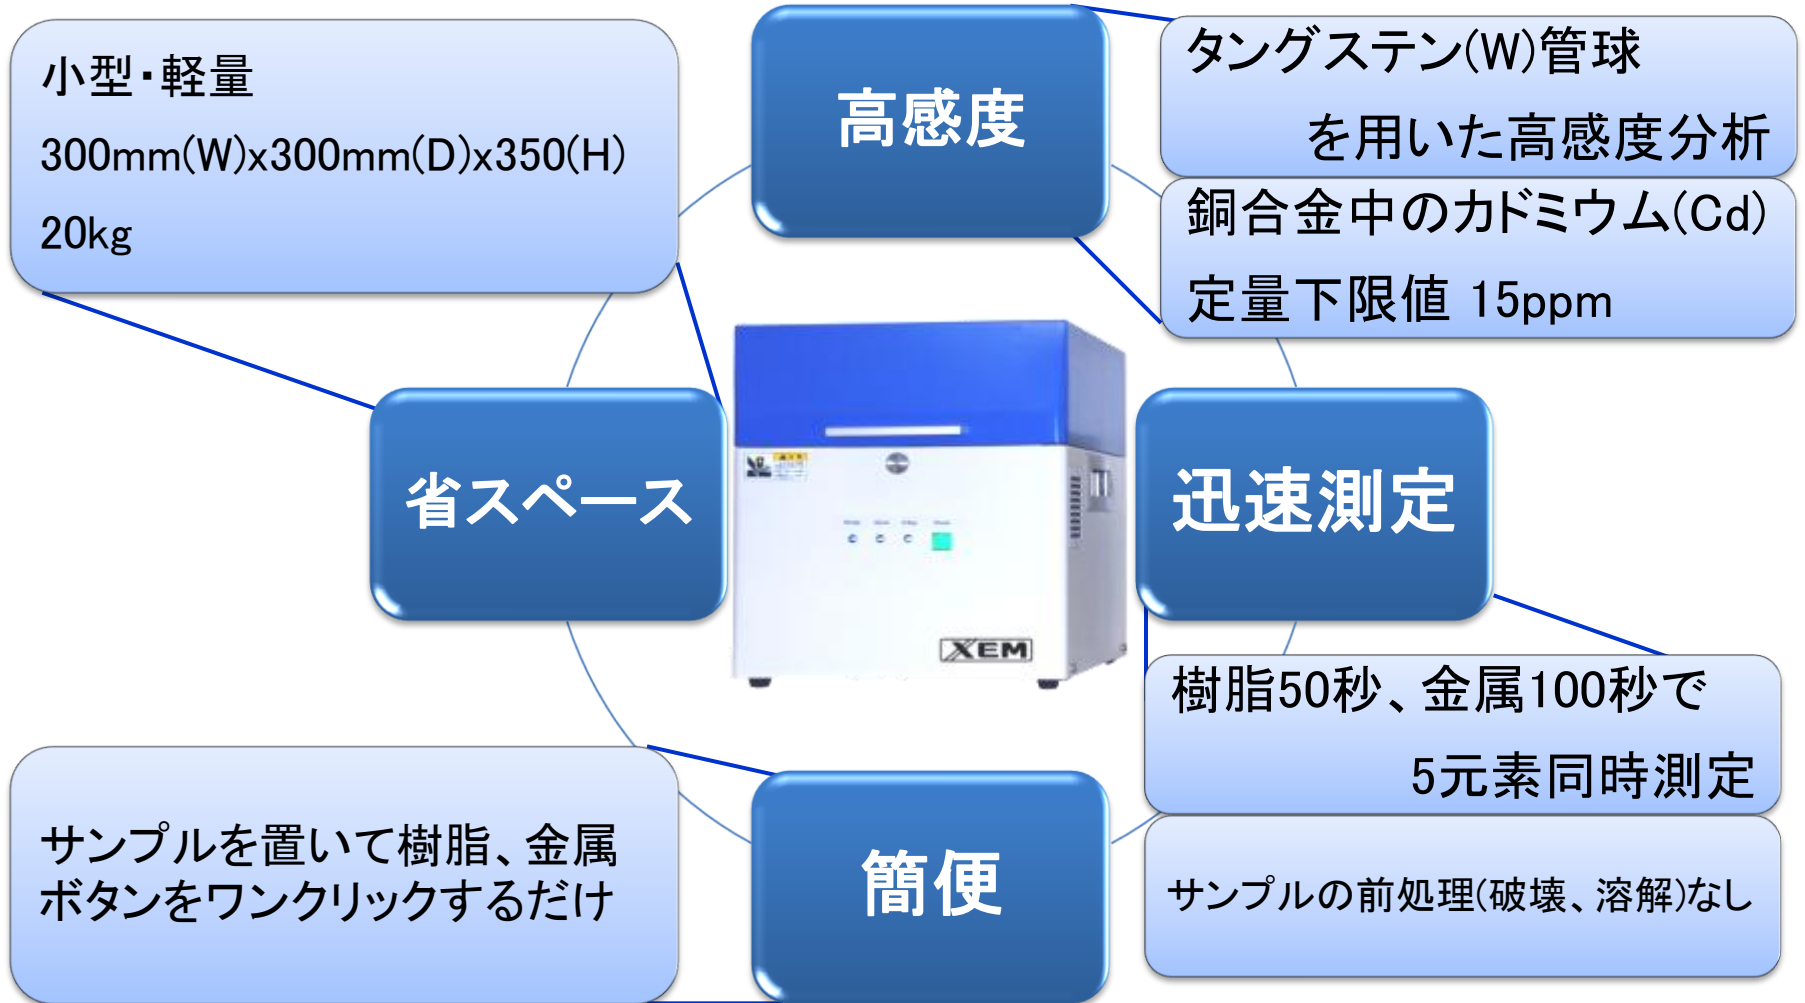 高感度
タングステン(W)管球
を用いた高感度分析
銅合金中のカドミウム(Cd)
定量下限値 15ppm
小型・軽量
300mm(W)x300mm(D)x350(H)
20kg
省スペース
迅速測定
XEM
樹脂50秒、金属100秒で
5元素同時測定
サンプルの前処理(破壊、溶解)なし
簡便
サンプルを置いて樹脂、金属
ボタンをワンクリックするだけ